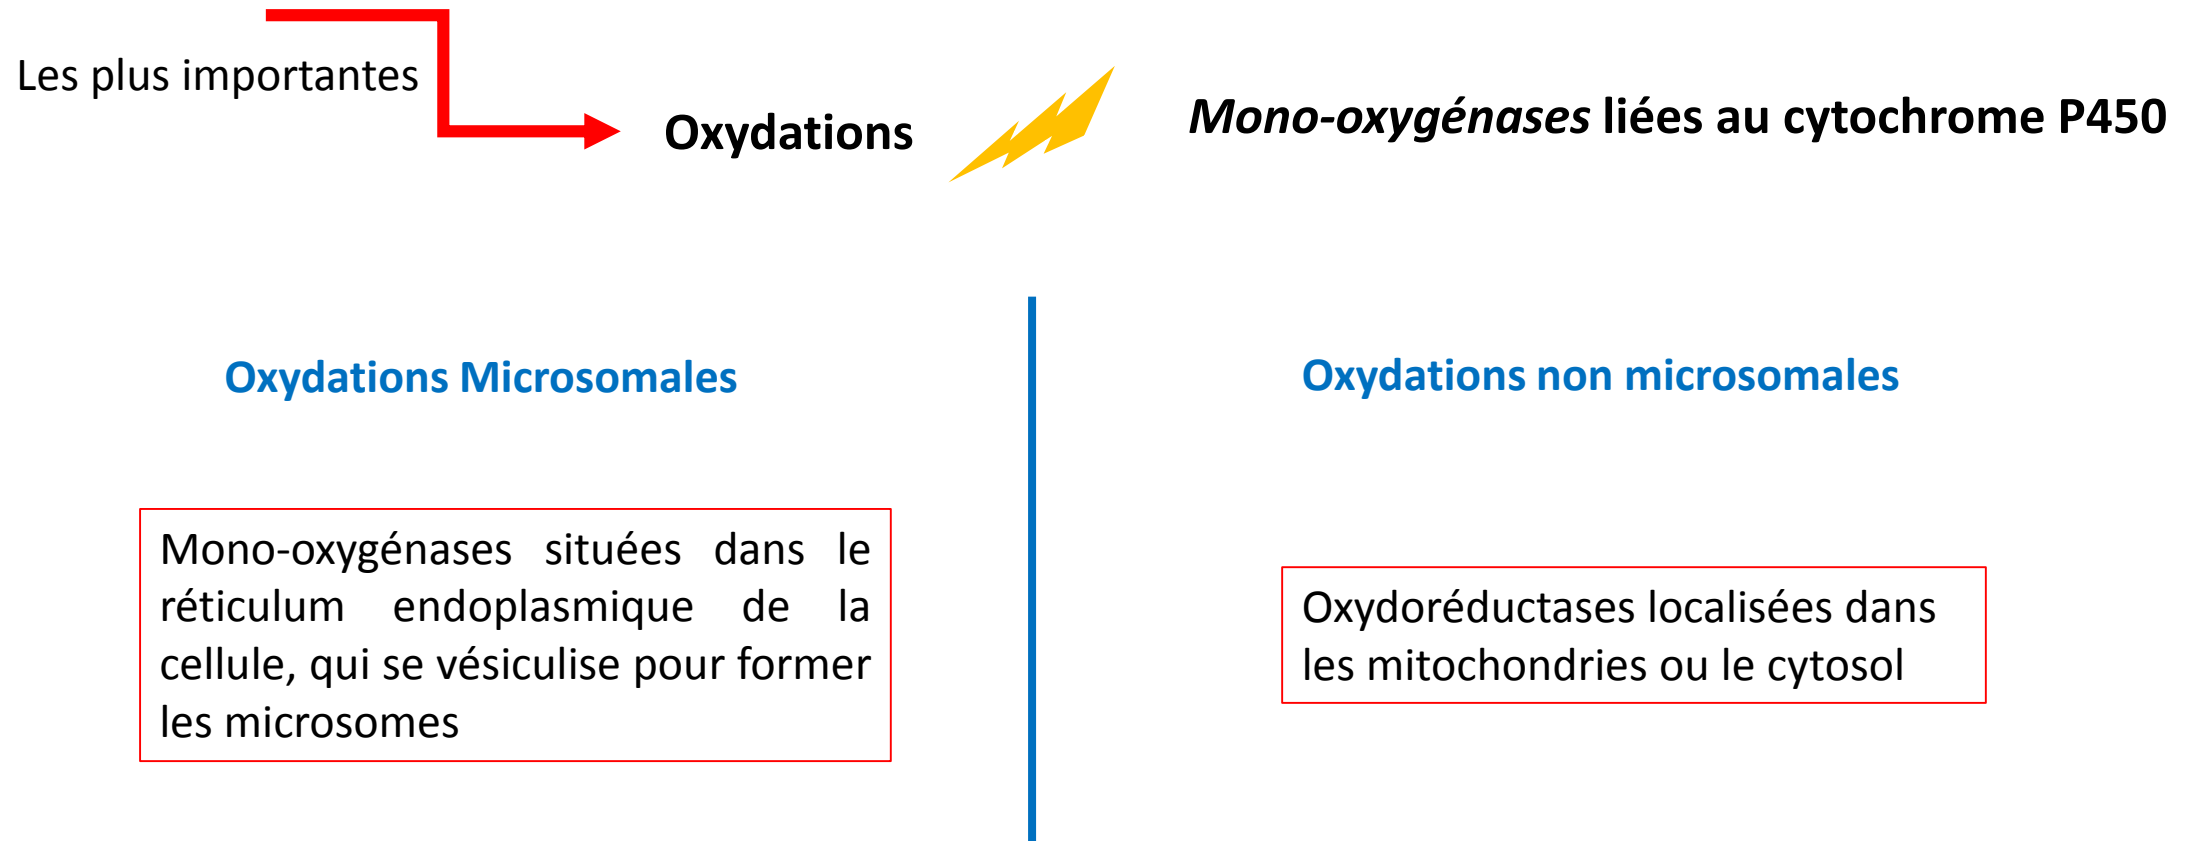 Les plus importantes
Oxydations
Mono-oxygénases liées au cytochrome P450
Oxydations Microsomales
Oxydations non microsomales
Mono-oxygénases situées dans le
réticulum endoplasmique de la
cellule, qui se vésiculise pour former
les microsomes
Oxydoréductases localisées dans
les mitochondries ou le cytosol